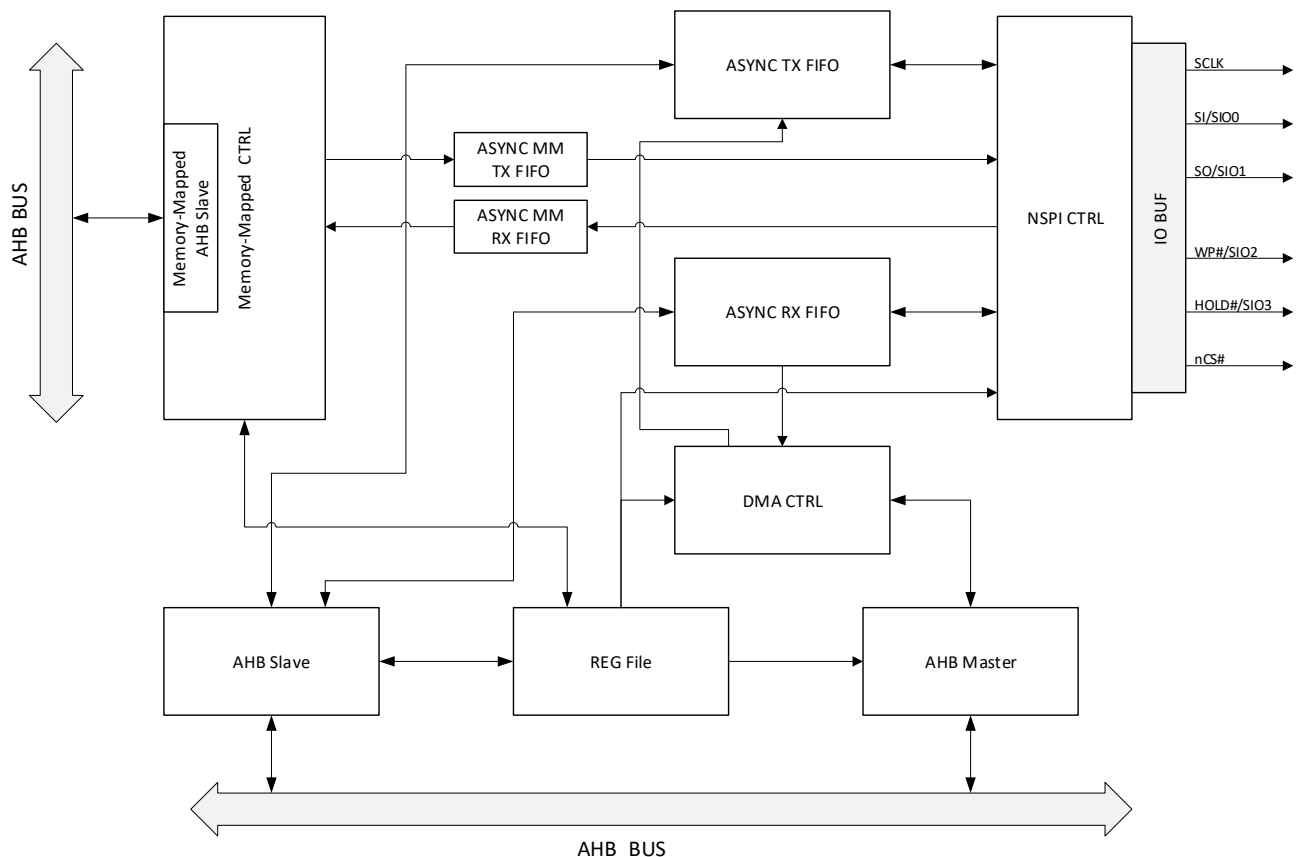 ASYNC TX FIFO
SCLK
SI/SIO0
SO/SIO1
WP#/SIO2
HOLD#/SIO3
nCS#
AHB BUS
Memory-Mapped
AHB Slave
Memory-Mapped CTRL
ASYNC MM
TX FIFO
ASYNC MM
RX FIFO
NSPI CTRL
IO BUF
ASYNC RX FIFO
DMA CTRL
AHB Slave
REG File
AHB Master
AHB BUS